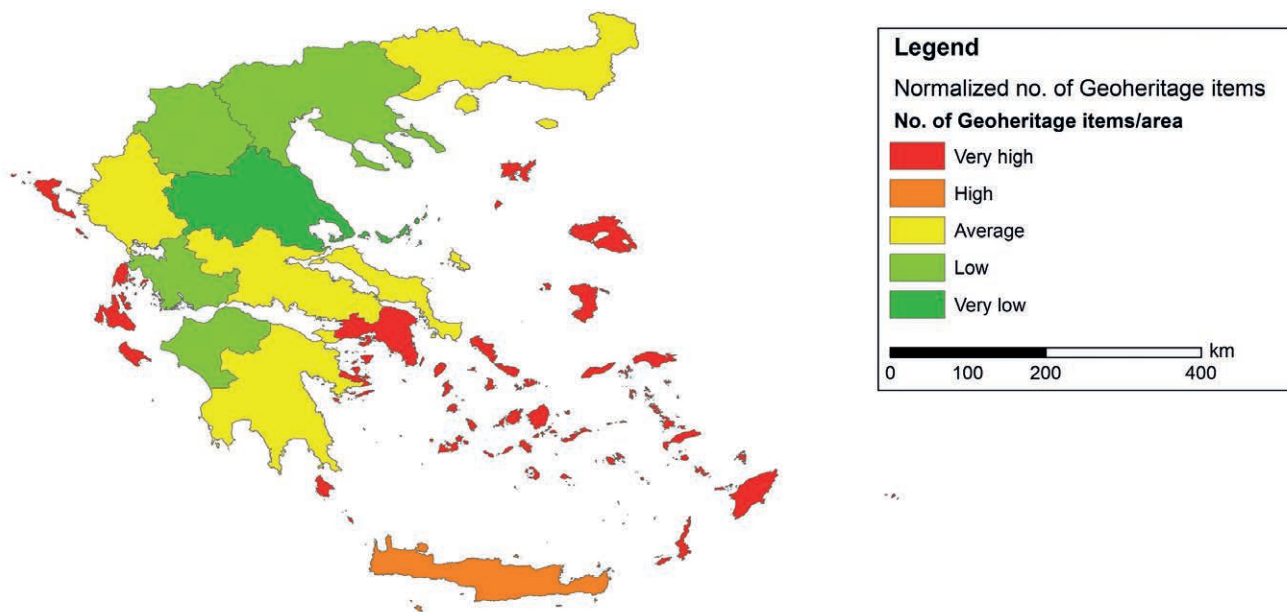 Legend
Normalized no. of Geoheritage items
No. of Geoheritage items/area
Very high
High
Average
Low
Very low
km
0 100 200 400